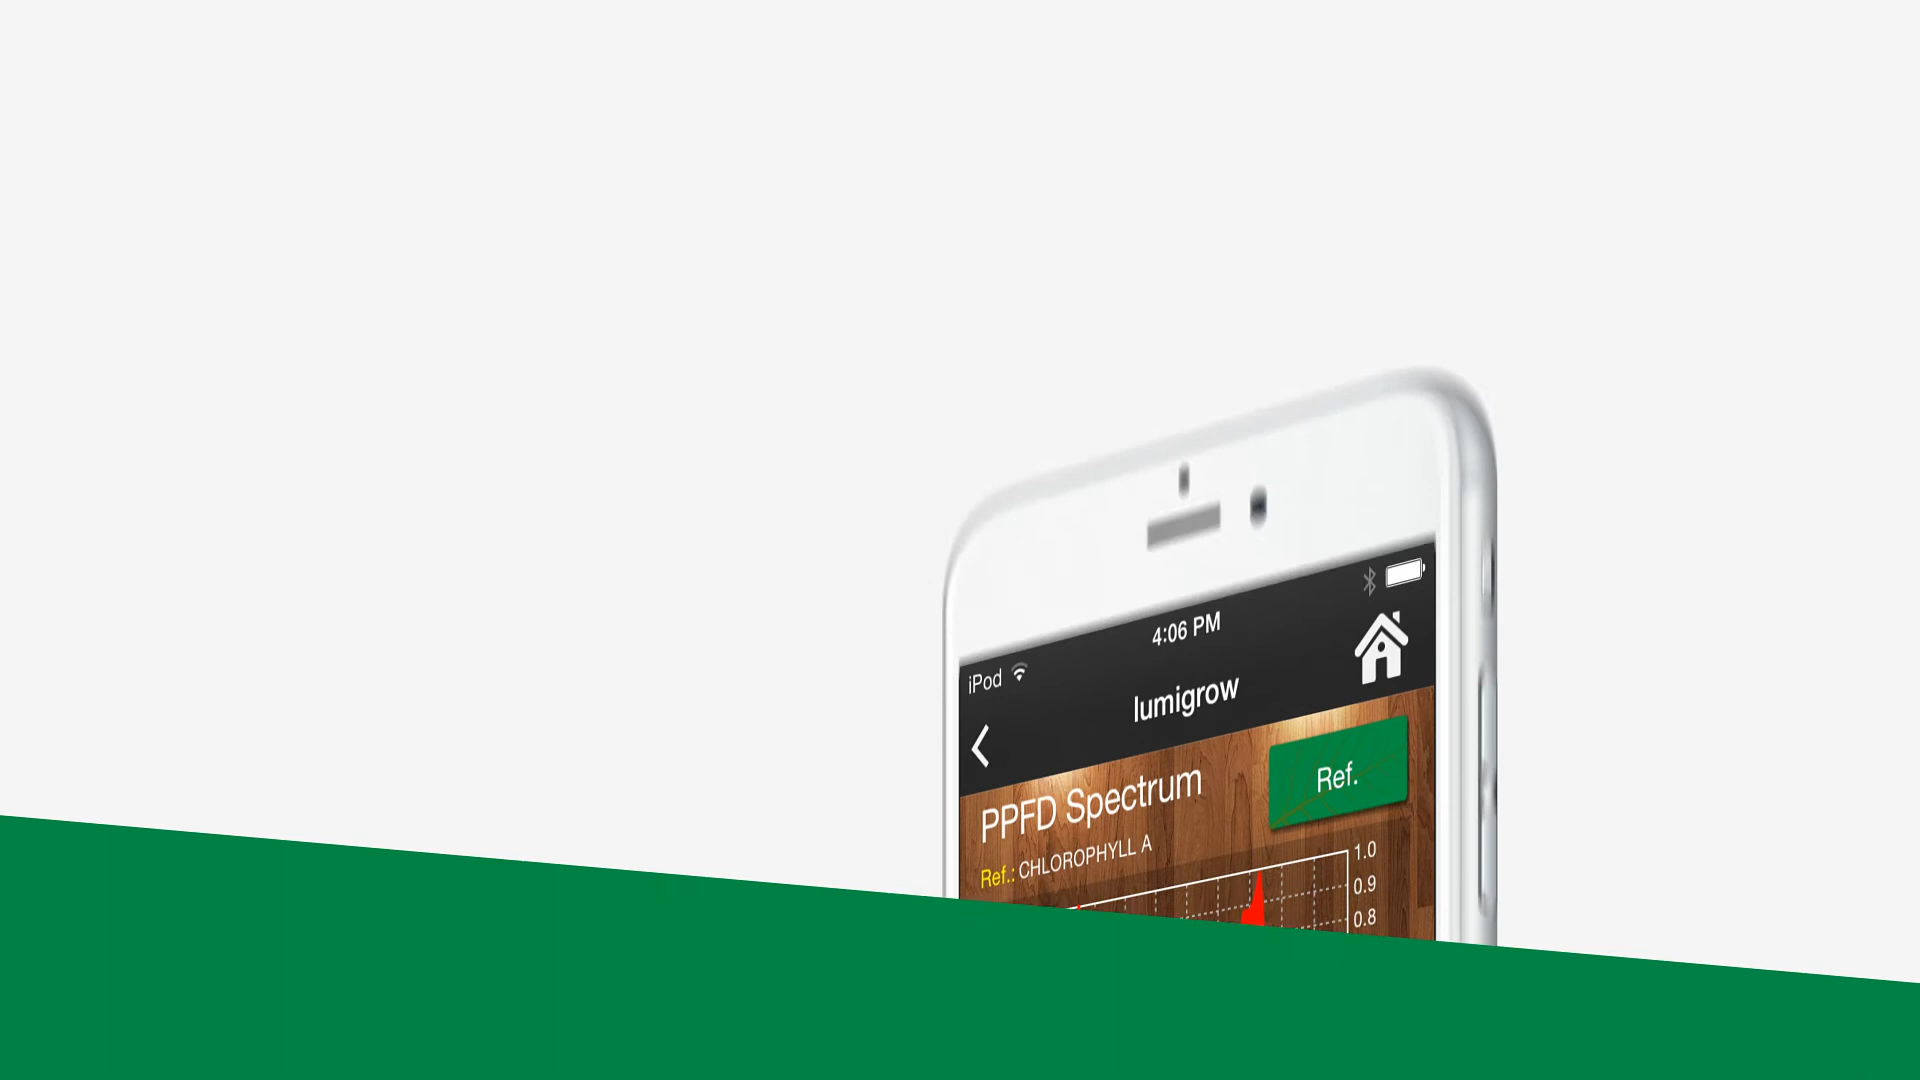 4:06 PM
iPod
lumigrow
PPFD Spectrum
Ref.
Ref.: CHLOROPHYLL A
1.0
0.9
0.8